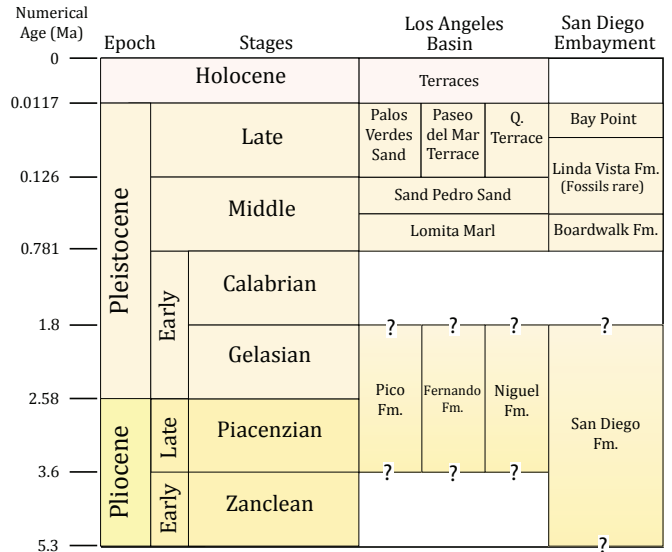 Numerical
Age (Ma)
Epoch
Stages
Los Angeles
Basin
San Diego
Embayment
0
Holocene
Terraces
0.0117
Pleistocene
Late
Palos
Verdes
Sand
Paseo
del Mar
Terrace
Q.
Terrace
Bay Point
Linda Vista Fm.
(Fossils rare)
0.126
Middle
Sand Pedro Sand
Lomita Marl
Boardwalk Fm.
0.781
Early
Calabrian
1.8
?
?
?
?
Gelasian
Pico
Fm.
Fernando
Fm.
Niguel
Fm.
San Diego
Fm.
2.58
Pliocene
Late
Piacenzian
3.6
?
?
?
Early
Zanclean
5.3
?